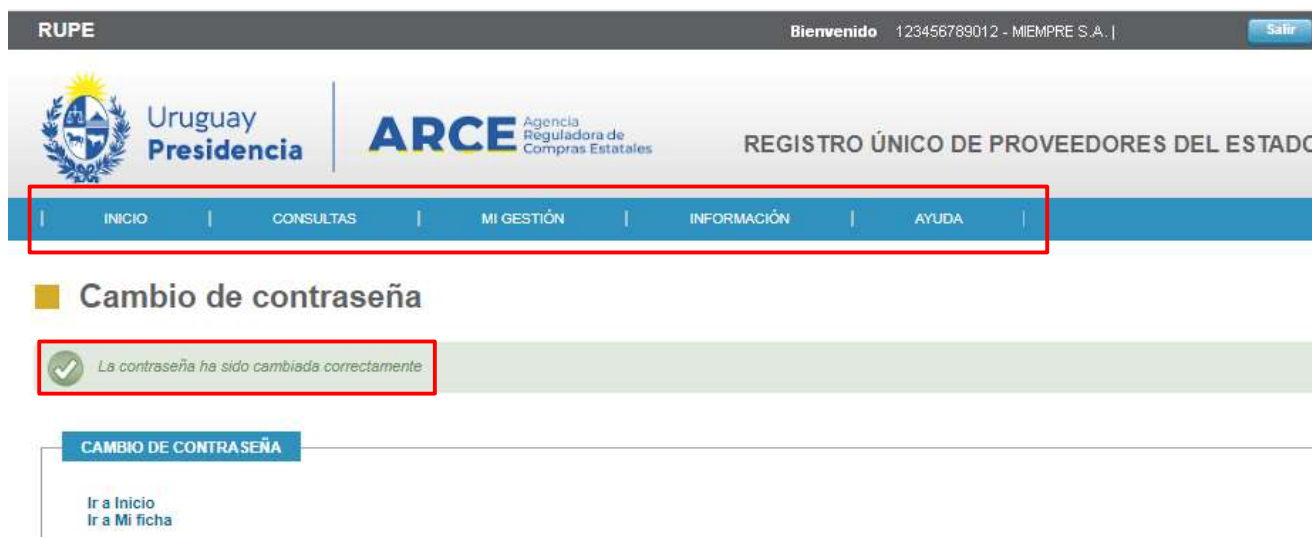 RUPE
Bienvenido 123456789012 - MIEMPRE S.A. |
Salir
Uruguay
Presidencia
ARCE
Agencia
Reguladora de
Compras Estatales
REGISTRO ÚNICO DE PROVEEDORES DEL ESTADO
| INICIO | CONSULTAS | MI GESTIÓN | INFORMACIÓN | AYUDA |
Cambio de contraseña
La contraseña ha sido cambiada correctamente
CAMBIO DE CONTRASEÑA
Ir a Inicio
Ir a Mi ficha